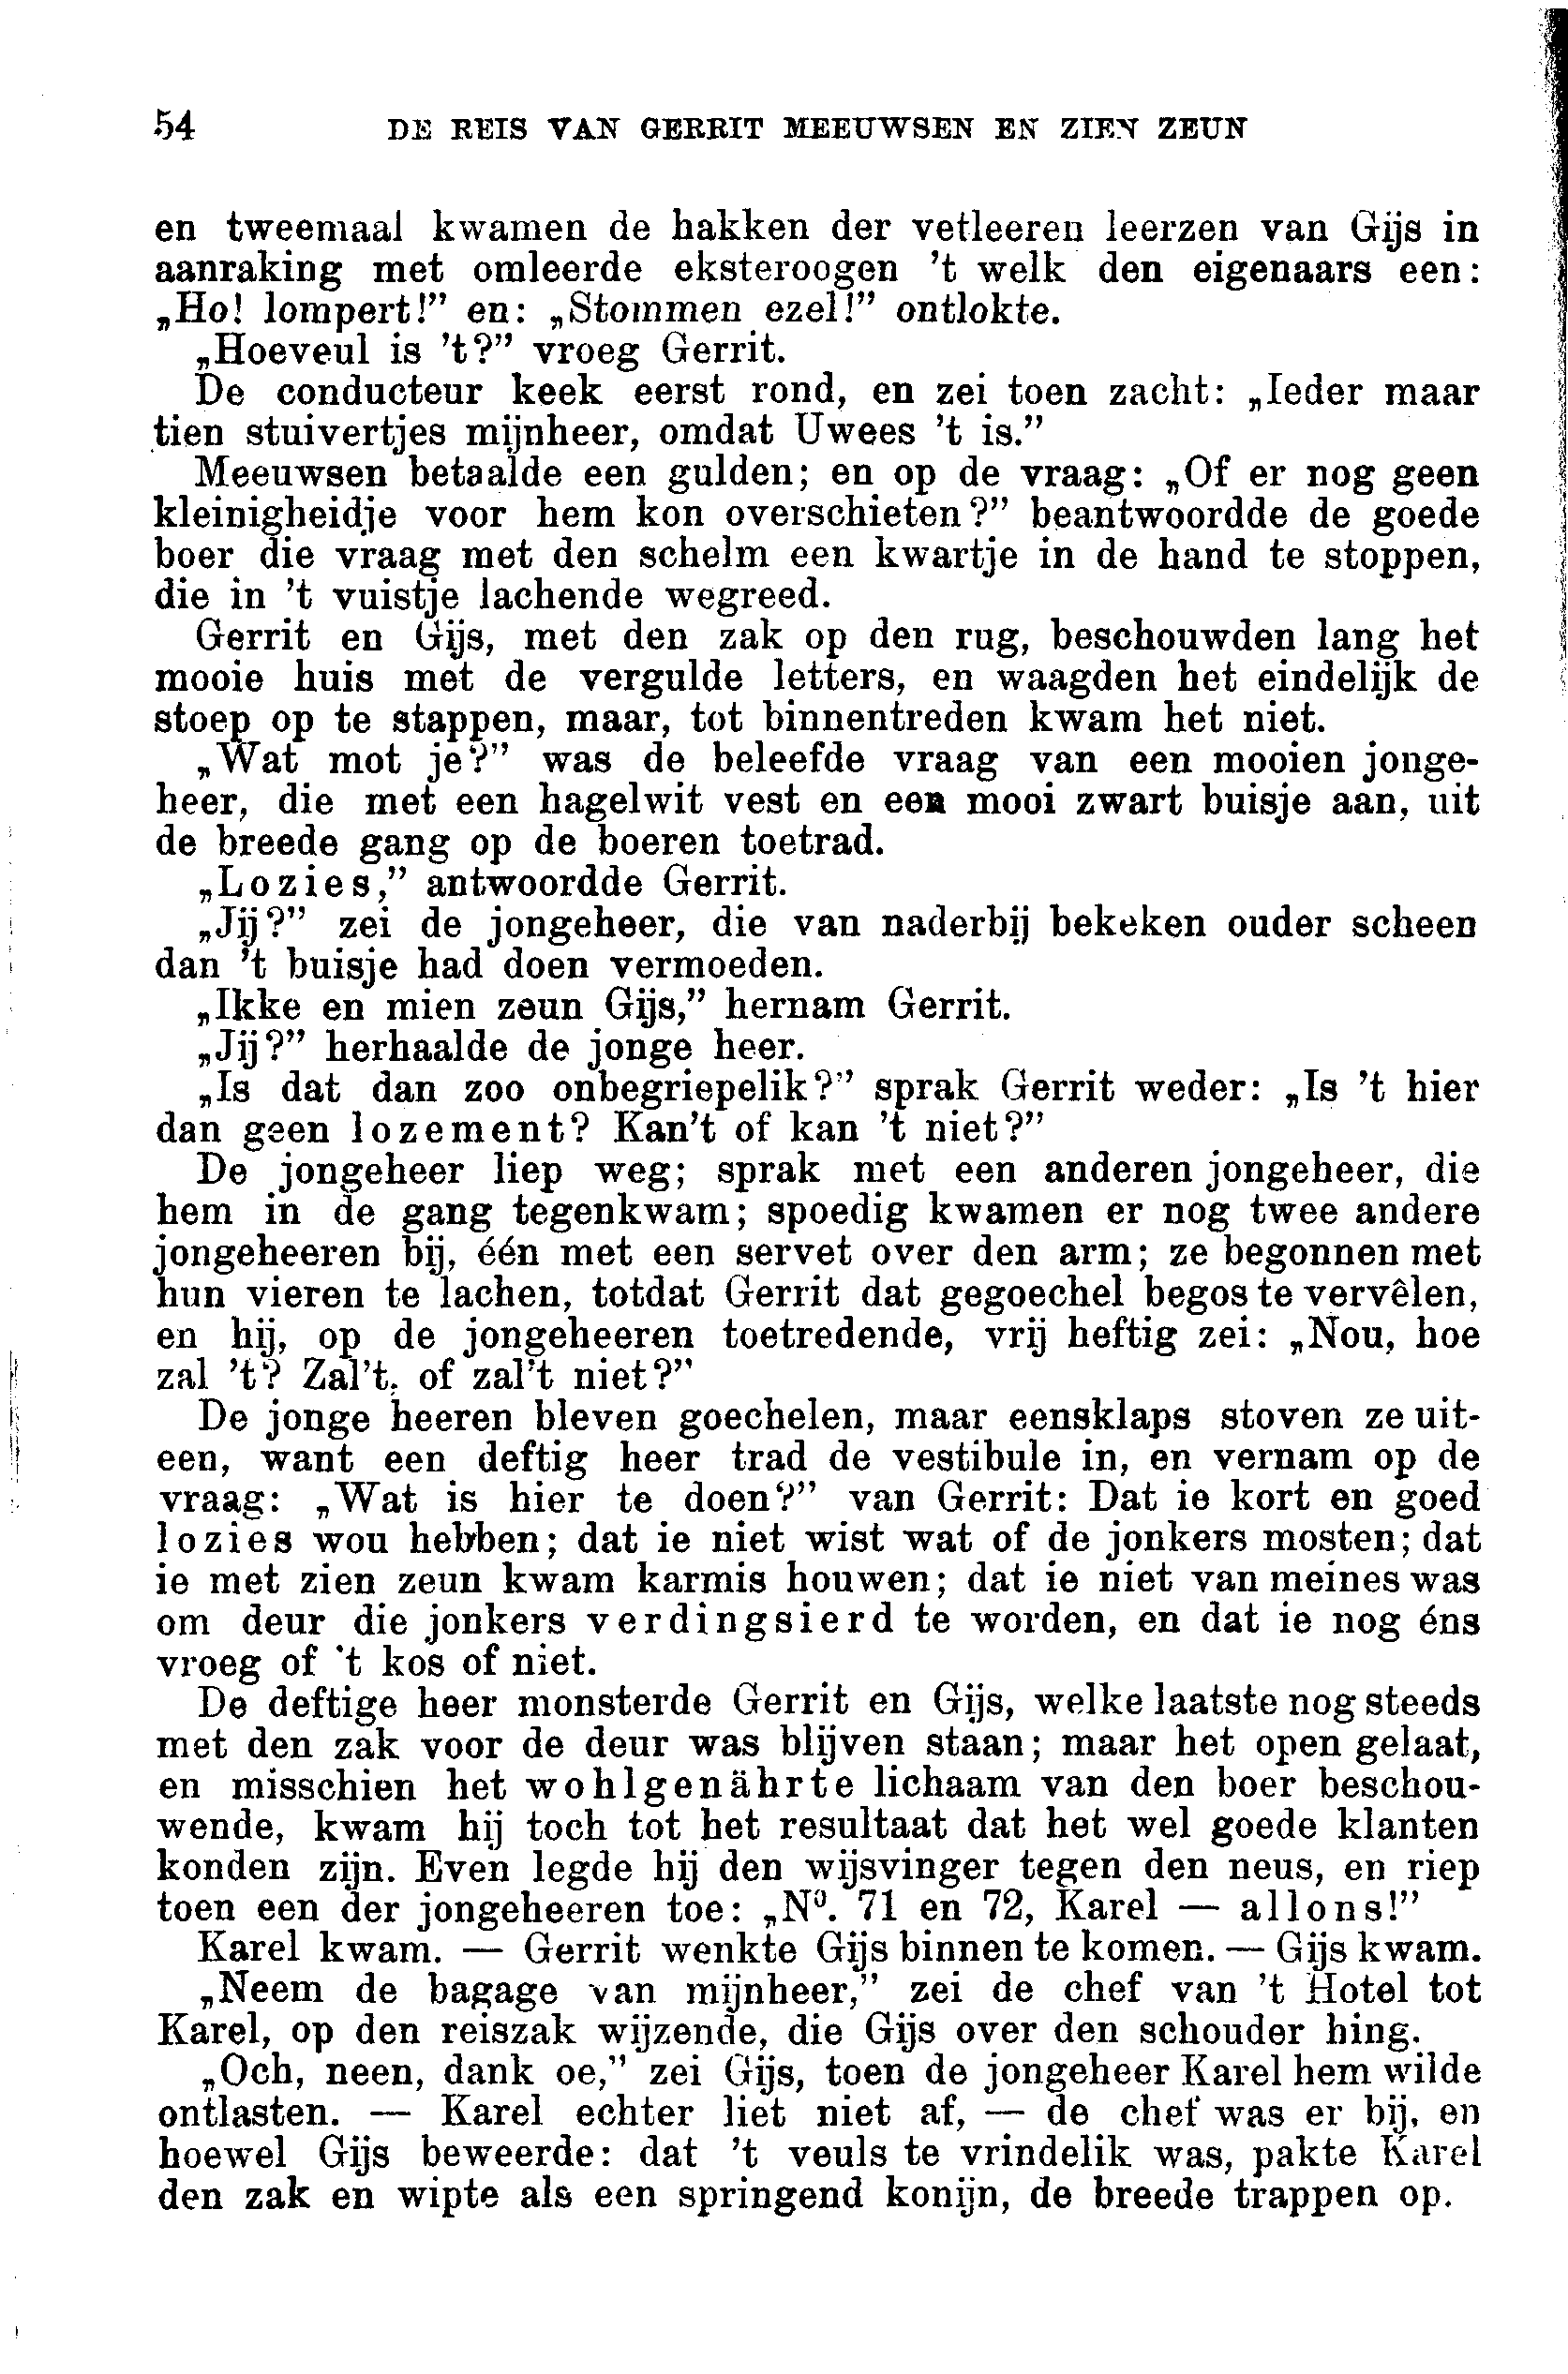 54 DE REIS VAN GERRIT MEEUWSEN EN ZIEN ZEUN
en tweemaal kwamen de hakken der vetleeren leerzen van Gijs in
aanraking met omleerde eksteroogen 't welk den eigenaars een:
„Ho! lompert!” en: „Stommen ezel!” ontlokte.
„Hoeveul is 't?” vroeg Gerrit.
De conducteur keek eerst rond, en zei toen zacht: „Ieder maar
tien stuivertjes mijnheer, omdat Uwees 't is.”
Meeuwsen betaalde een gulden; en op de vraag: „Of er nog geen
kleinigheidje voor hem kon overschieten?” beantwoordde de goede
boer die vraag met den schelm een kwartje in de hand te stoppen,
die in 't vuistje lachende wegreed.
Gerrit en Gijs, met den zak op den rug, beschouwden lang het
mooie huis met de vergulde letters, en waagden het eindelijk de
stoep op te stappen, maar, tot binnentreden kwam het niet.
„Wat mot je?” was de beleefde vraag van een mooien jonge-
heer, die met een hagelwit vest en een mooi zwart buisje aan, uit
de breede gang op de boeren toetrad.
„Lozies,” antwoordde Gerrit.
„Jij?” zei de jongeheer, die van naderbij bekeken ouder scheen
dan 't buisje had doen vermoeden.
„Ikke en mien zeun Gijs,” hernam Gerrit.
„Jij?” herhaalde de jonge heer.
„Is dat dan zoo onbegriepelik?” sprak Gerrit weder: „Is 't hier
dan geen lozement? Kan't of kan 't niet?”
De jongeheer liep weg; sprak met een anderen jongeheer, die
hem in de gang tegenkwam; spoedig kwamen er nog twee andere
jongeheeren bij, één met een servet over den arm; ze begonnen met
hun vieren te lachen, totdat Gerrit dat gegoechel begos te vervêlen,
en hij, op de jongeheeren toetredende, vrij heftig zei: „Nou, hoe
zal 't? Zal't. of zal't niet?”
De jonge heeren bleven goechelen, maar eensklaps stoven ze uit-
een, want een deftig heer trad de vestibule in, en vernam op de
vraag: „Wat is hier te doen?” van Gerrit: Dat ie kort en goed
lozies wou hebben; dat ie niet wist wat of de jonkers mosten; dat
ie met zien zeun kwam karmis houwen; dat ie niet van meines was
om deur die jonkers verdingsierd te worden, en dat ie nog éns
vroeg of 't kos of niet.
De deftige heer monsterde Gerrit en Gijs, welke laatste nog steeds
met den zak voor de deur was blijven staan; maar het open gelaat,
en misschien het wohlgenährte lichaam van den boer beschou-
wende, kwam hij toch tot het resultaat dat het wel goede klanten
konden zijn. Even legde hij den wijsvinger tegen den neus, en riep
toen een der jongeheeren toe: „Nº. 71 en 72, Karel — allons!”
Karel kwam. — Gerrit wenkte Gijs binnen te komen. — Gijs kwam.
„Neem de bagage van mijnheer,” zei de chef van 't Hotel tot
Karel, op den reiszak wijzende, die Gijs over den schouder hing.
„Och, neen, dank oe,” zei Gijs, toen de jongeheer Karel hem wilde
ontlasten. — Karel echter liet niet af, — de chef was er bij, en
hoewel Gijs beweerde: dat 't veuls te vrindelik was, pakte Karel
den zak en wipte als een springend konijn, de breede trappen op.